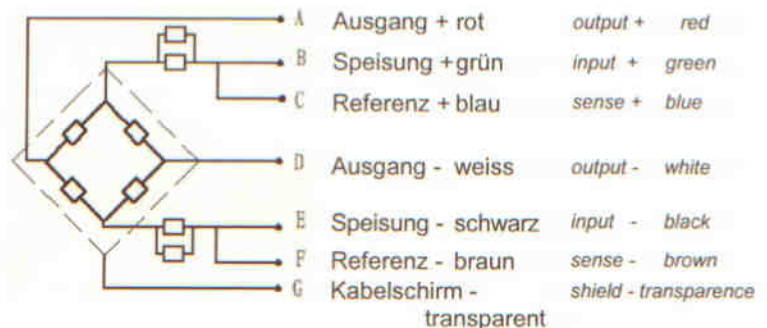 A Ausgang + rot output + red
B Speisung + grün input + green
C Referenz + blau sense + blue
D Ausgang - weiss output - white
E Speisung - schwarz input - black
F Referenz - braun sense - brown
G Kabelschirm - shield - transparence
transparent